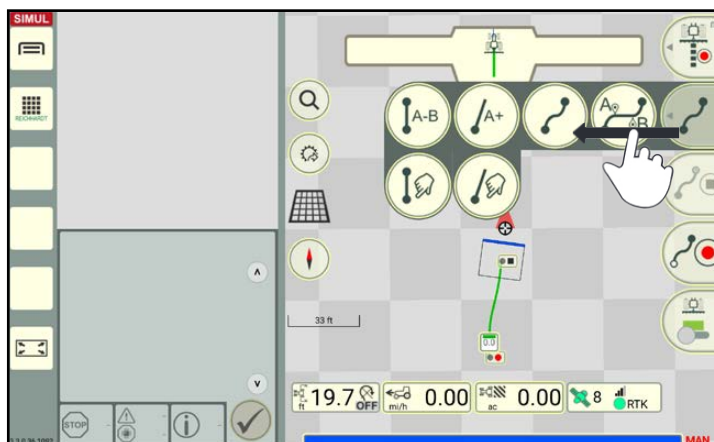 SIMUL
REICHHARDT
A-B
A+
A
B
33 ft
0.0
19.7
ft
OFF
0.00
mi/h
0.00
ac
8
RTK
STOP
MAN